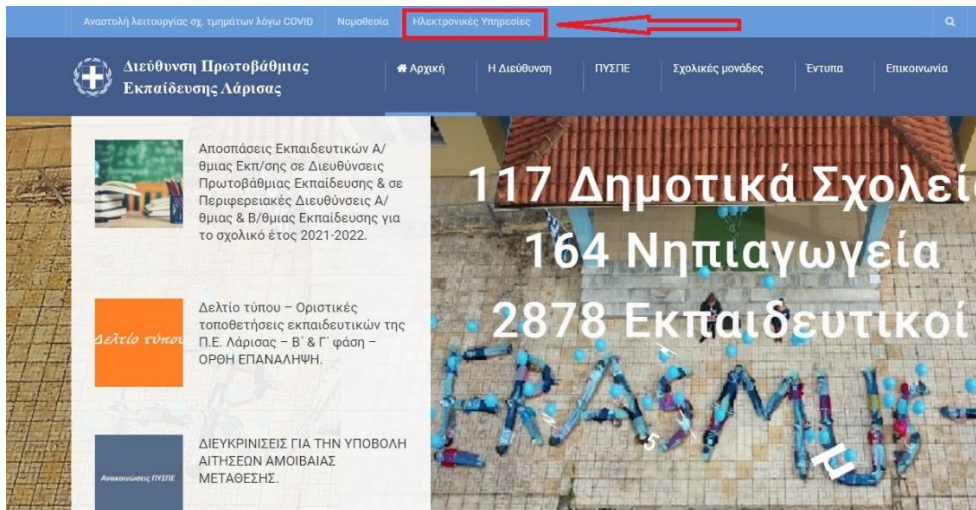 Αναστολή λειτουργίας σχ. τμημάτων λόγω COVID Νομοθεσία Ηλεκτρονικές Υπηρεσίες
Διεύθυνση Πρωτοβάθμιας
Εκπαίδευσης Λάρισας
Αρχική Η Διεύθυνση ΠΥΣΠΕ Σχολικές μονάδες Έντυπα Επικοινωνία
Αποσπάσεις Εκπαιδευτικών Α/
θμιας Εκπ/σης σε Διευθύνσεις
Πρωτοβάθμιας Εκπαίδευσης & σε
Περιφερειακές Διευθύνσεις Α/
θμιας & Β/θμιας Εκπαίδευσης για
το σχολικό έτος 2021-2022.
Δελτίο τύπου
Δελτίο τύπου – Οριστικές
τοποθετήσεις εκπαιδευτικών της
Π.Ε. Λάρισας – Β΄ & Γ΄ φάση –
ΟΡΘΗ ΕΠΑΝΑΛΗΨΗ.
Ανακοινώσεις ΠΥΣΠΕ
ΔΙΕΥΚΡΙΝΙΣΕΙΣ ΓΙΑ ΤΗΝ ΥΠΟΒΟΛΗ
ΑΙΤΗΣΕΩΝ ΑΜΟΙΒΑΙΑΣ
ΜΕΤΑΘΕΣΗΣ.
117 Δημοτικά Σχολεί
164 Νηπιαγωγεία
2878 Εκπαιδευτικοί
ERASMU
5
μ